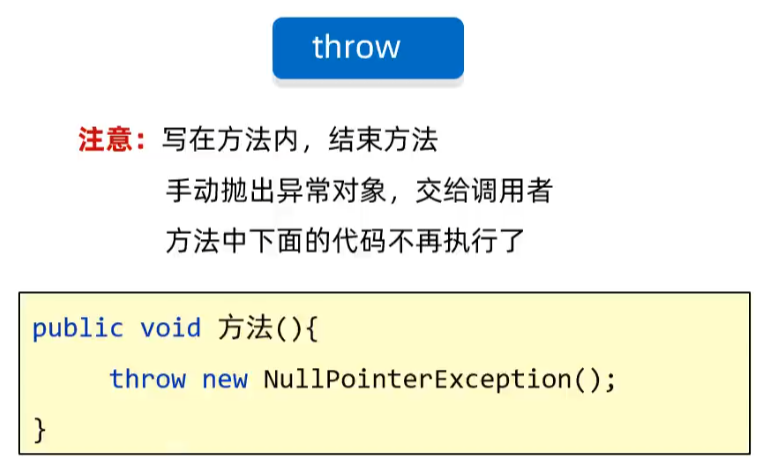 throw
注意：写在方法内，结束方法
手动抛出异常对象，交给调用者
方法中下面的代码不再执行了
public void 方法(){
throw new NullPointerException();
}